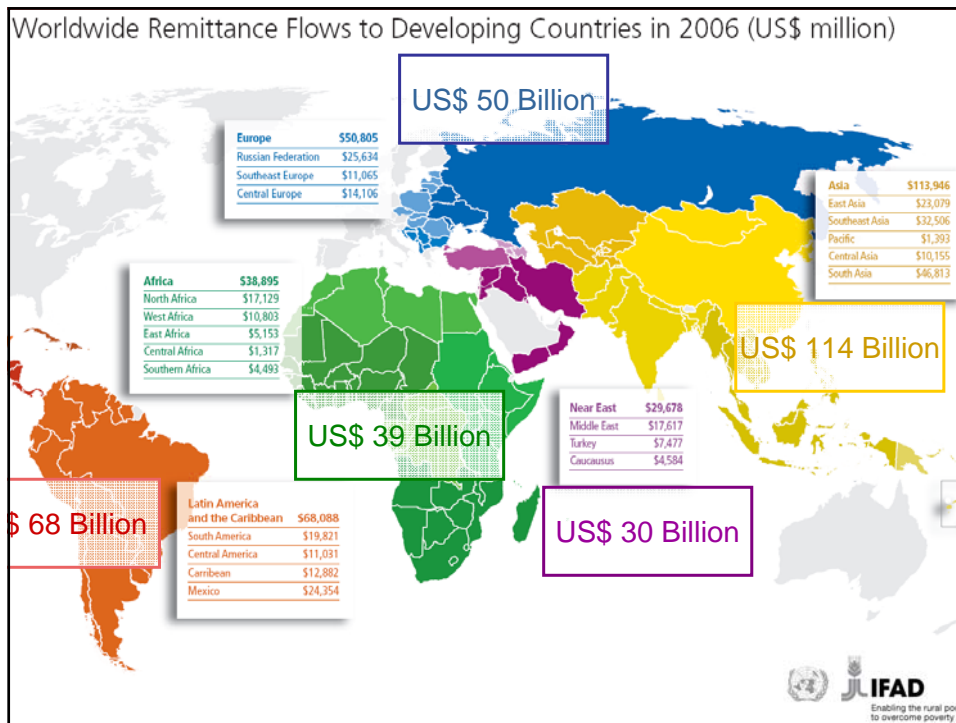 Worldwide Remittance Flows to Developing Countries in 2006 (US$ million)
US$ 50 Billion
Europe $50,805
Russian Federation $25,634
Southeast Europe $11,065
Central Europe $14,106
Asia $113,946
East Asia $23,079
Southeast Asia $32,506
Pacific $1,393
Central Asia $10,155
South Asia $46,813
Africa $38,895
North Africa $17,129
West Africa $10,803
East Africa $5,153
Central Africa $1,317
Southern Africa $4,493
US$ 114 Billion
US$ 39 Billion
Near East $29,678
Middle East $17,617
Turkey $7,477
Caucausus $4,584
$ 68 Billion
Latin America
and the Caribbean $68,088
South America $19,821
Central America $11,031
Carribean $12,882
Mexico $24,354
US$ 30 Billion
IFAD
Enabling the rural po
to overcome poverty